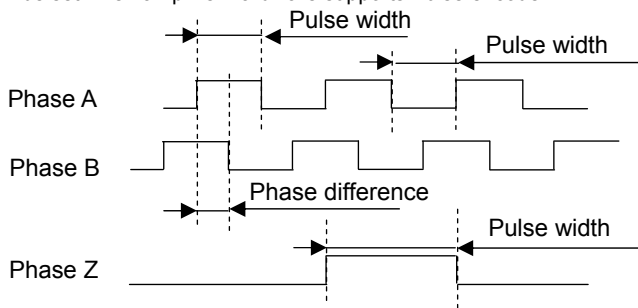 Pulse width
Pulse width
Phase A
Phase B
Phase difference
Pulse width
Phase Z